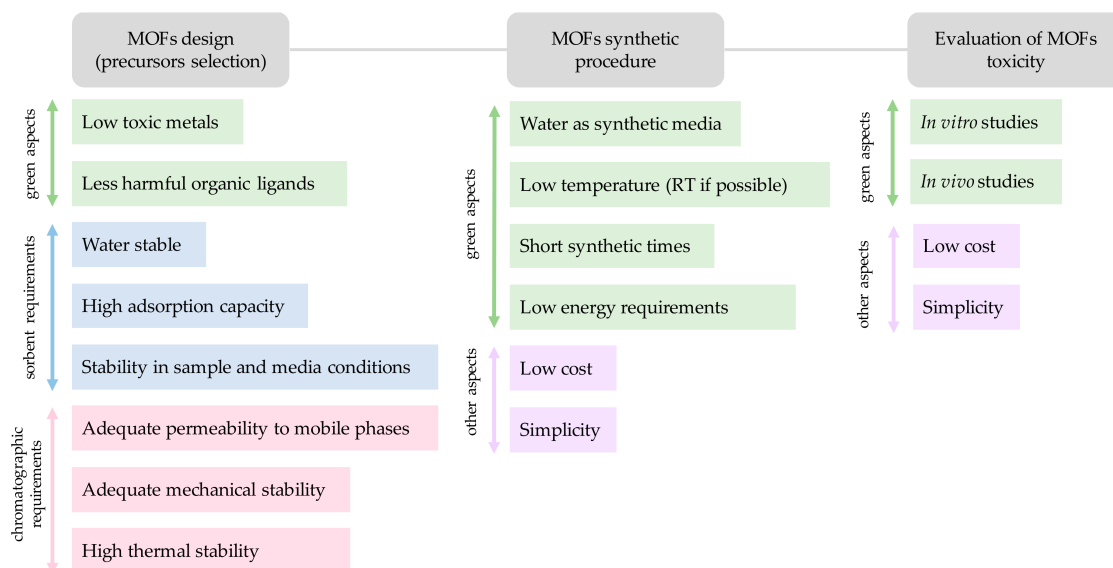 MOFs design
(precursors selection)
green aspects
Low toxic metals
Less harmful organic ligands
sorbent requirements
Water stable
High adsorption capacity
Stability in sample and media conditions
chromatographic
requirements
Adequate permeability to mobile phases
Adequate mechanical stability
High thermal stability
MOFs synthetic
procedure
green aspects
Water as synthetic media
Low temperature (RT if possible)
Short synthetic times
Low energy requirements
other aspects
Low cost
Simplicity
Evaluation of MOFs
toxicity
green aspects
In vitro studies
In vivo studies
other aspects
Low cost
Simplicity